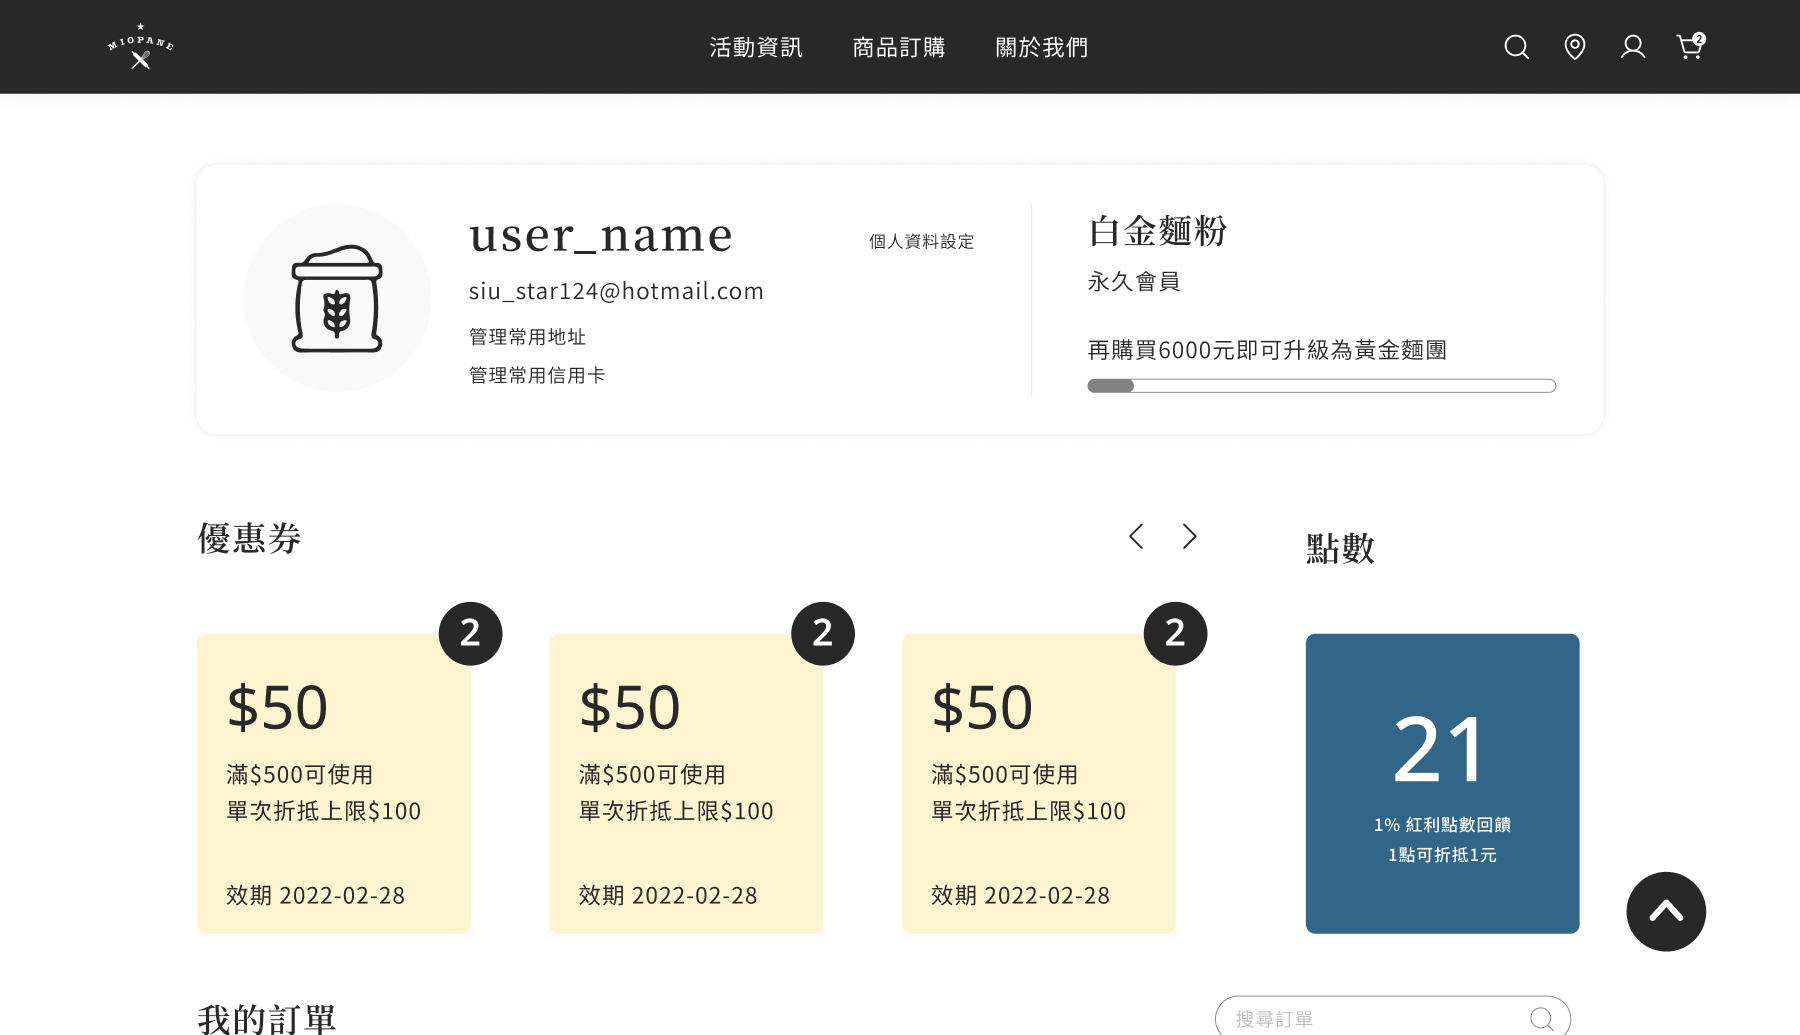 MIOPANE
活動資訊 商品訂購 關於我們
2
user_name
個人資料設定
siu_star124@hotmail.com
管理常用地址
管理常用信用卡
白金麵粉
永久會員
再購買6000元即可升級為黃金麵團
優惠券
2
$50
滿$500可使用
單次折抵上限$100
效期 2022-02-28
2
$50
滿$500可使用
單次折抵上限$100
效期 2022-02-28
2
$50
滿$500可使用
單次折抵上限$100
效期 2022-02-28
點數
21
1% 紅利點數回饋
1點可折抵1元
我的訂單
搜尋訂單